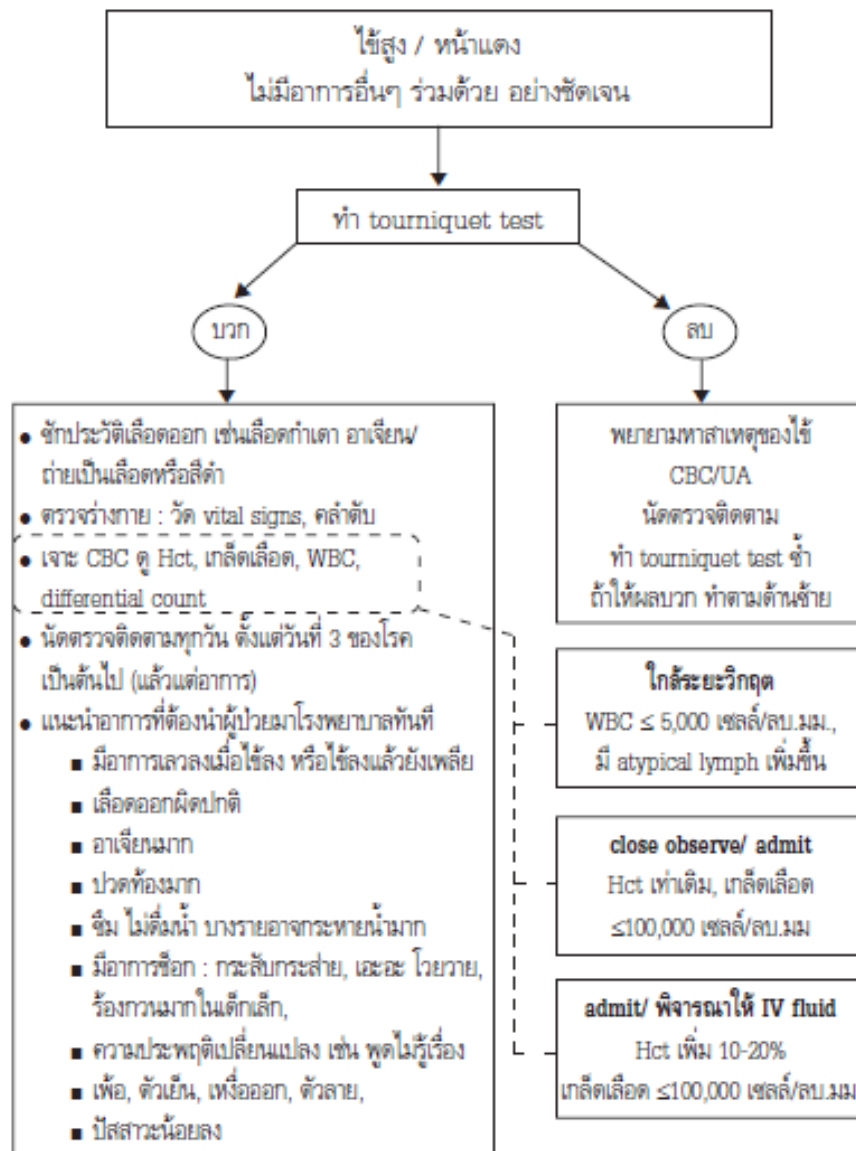 ไข้สูง / หน้าแดง
ไม่มีอาการอื่นๆ ร่วมด้วย อย่างชัดเจน
ทำ tourniquet test
บวก
ลบ
● ซักประวัติเลือดออก เช่นเลือดกำเดา อาเจียน/
ถ่ายเป็นเลือดหรือสีดำ
● ตรวจร่างกาย : วัด vital signs, คลำตับ
● เจาะ CBC ดู Hct, เกล็ดเลือด, WBC,
differential count
● นัดตรวจติดตามทุกวัน ตั้งแต่วันที่ 3 ของโรค
เป็นต้นไป (แล้วแต่อาการ)
● แนะนำอาการที่ต้องนำผู้ป่วยมาโรงพยาบาลทันที
■ มีอาการเลวลงเมื่อไข้ลง หรือไข้ลงแล้วยังเพลีย
■ เลือดออกผิดปกติ
■ อาเจียนมาก
■ ปวดท้องมาก
■ ซึม ไม่ดื่มน้ำ บางรายอาจกระหายน้ำมาก
■ มีอาการช็อก : กระสับกระส่าย, เอะอะ โวยวาย,
ร้องกวนมากในเด็กเล็ก,
■ ความประพฤติเปลี่ยนแปลง เช่น พูดไม่รู้เรื่อง
■ เพ้อ, ตัวเย็น, เหงื่อออก, ตัวลาย,
■ ปัสสาวะน้อยลง
พยายามหาสาเหตุของไข้
CBC/UA
นัดตรวจติดตาม
ทำ tourniquet test ซ้ำ
ถ้าให้ผลบวก ทำตามด้านซ้าย
ใกล้ระยะวิกฤต
WBC ≤ 5,000 เซลล์/ลบ.มม.,
มี atypical lymph เพิ่มขึ้น
close observe/ admit
Hct เท่าเดิม, เกล็ดเลือด
≤100,000 เซลล์/ลบ.มม
admit/ พิจารณาให้ IV fluid
Hct เพิ่ม 10-20%
เกล็ดเลือด ≤100,000 เซลล์/ลบ.มม